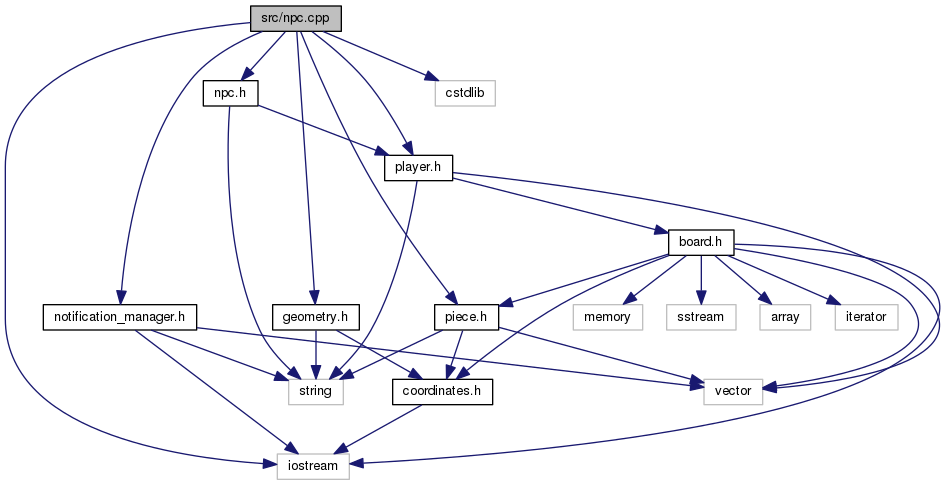 src/npc.cpp
npc.h
cstdlib
player.h
board.h
notification_manager.h
geometry.h
piece.h
memory
sstream
array
iterator
string
coordinates.h
vector
iostream